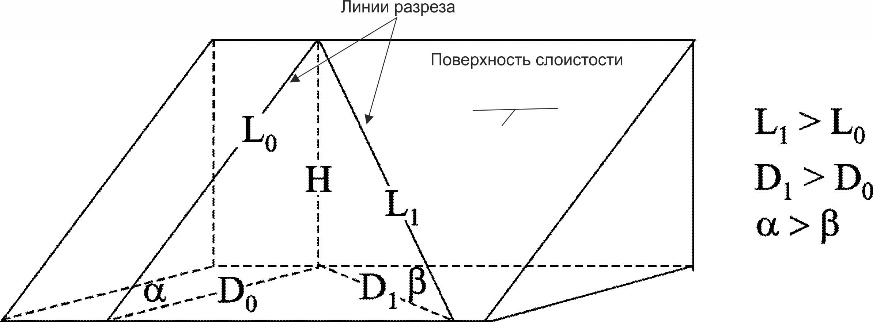 Линии разреза
Поверхность слоистости
L₀
H
L₁
α
D₀
D₁
β
L₁ > L₀
D₁ > D₀
α > β